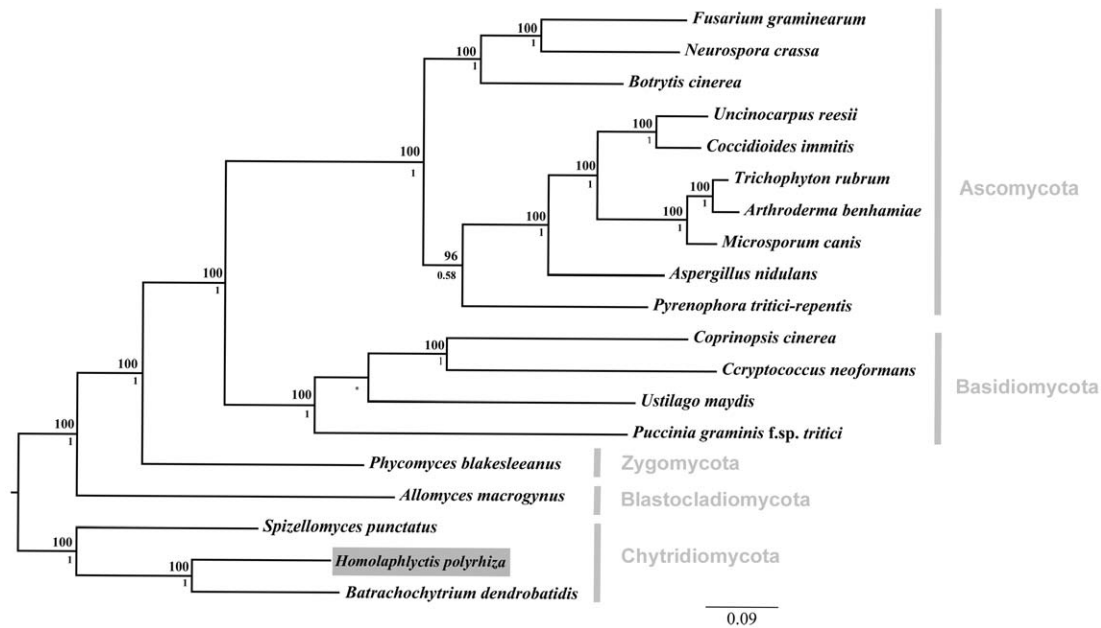 Fusarium graminearum
100
1
Neurospora crassa
100
1
Botrytis cinerea
100
1
Uncinocarpus reesii
100
1
Coccidioides immitis
100
1
Trichophyton rubrum
100
1
Arthroderma benhamiae
100
1
Microsporum canis
100
1
Aspergillus nidulans
96
0.58
Pyrenophora tritici-repentis
Ascomycota
100
1
Coprinopsis cinerea
100
1
Ccryptococcus neoformans
*
Ustilago maydis
100
1
Puccinia graminis f.sp. tritici
Basidiomycota
100
1
Phycomyces blakesleeanus
Zygomycota
100
1
Allomyces macrogynus
Blastocladiomycota
Spizellomyces punctatus
100
1
Homolaphlyctis polyrhiza
100
1
Batrachochytrium dendrobatidis
Chytridiomycota
0.09